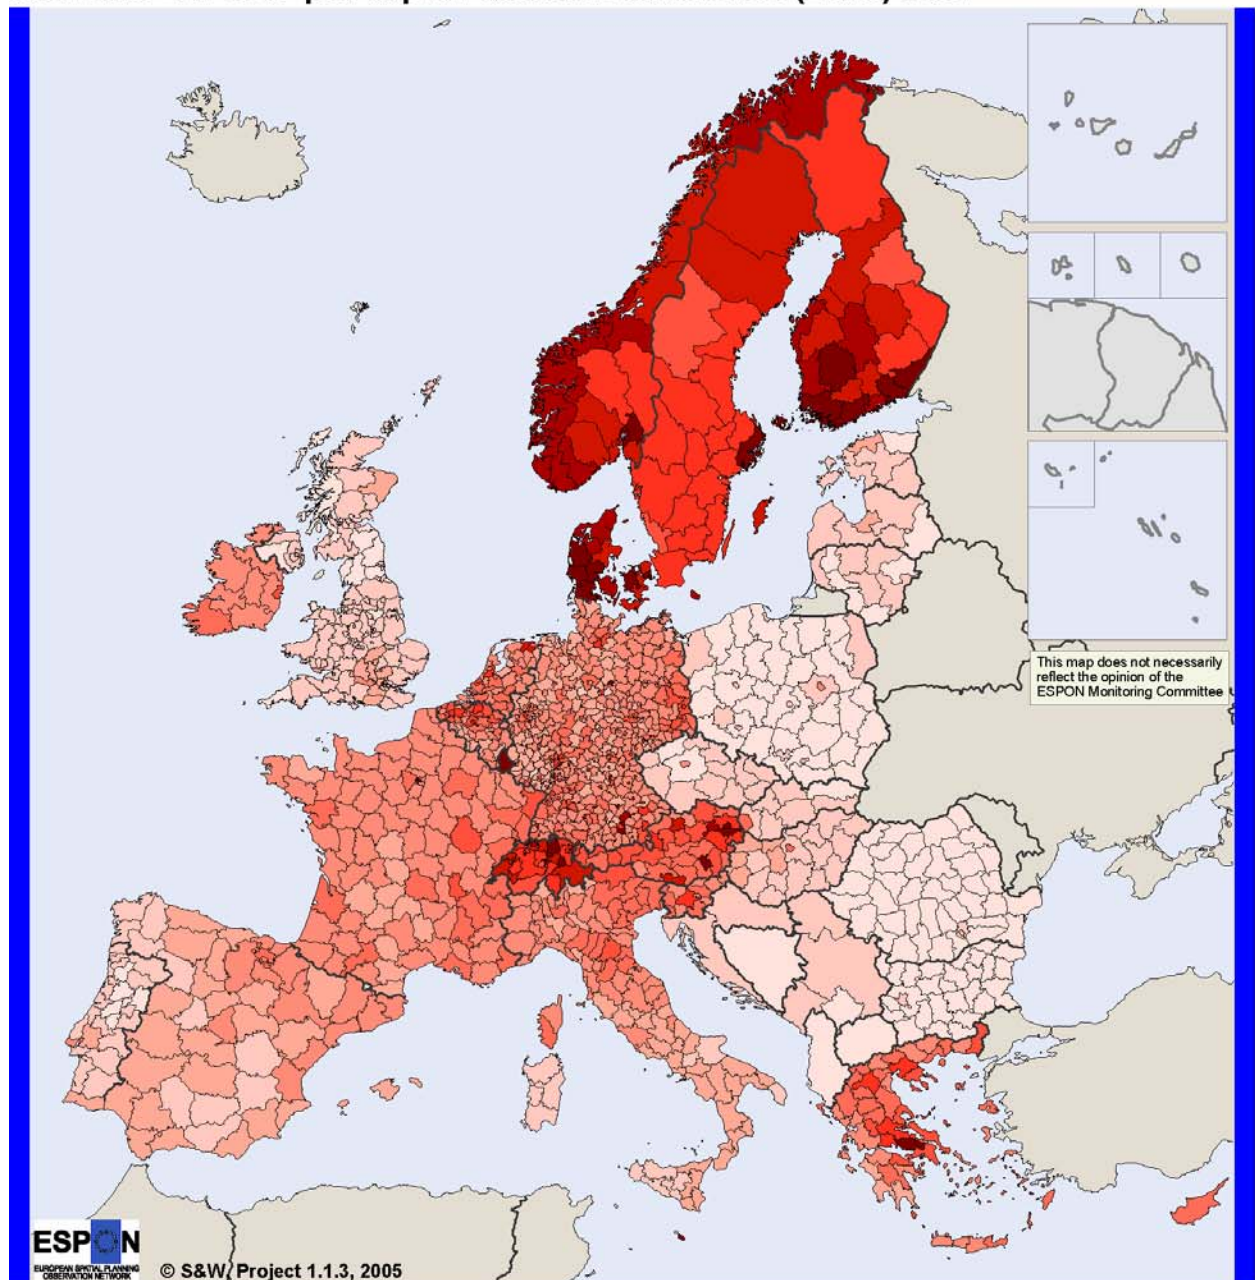 This map does not necessarily
reflect the opinion of the
ESPON Monitoring Committee
ESPON
EUROPEAN SPATIAL PLANNING
OBSERVATION NETWORK
© S&W, Project 1.1.3, 2005